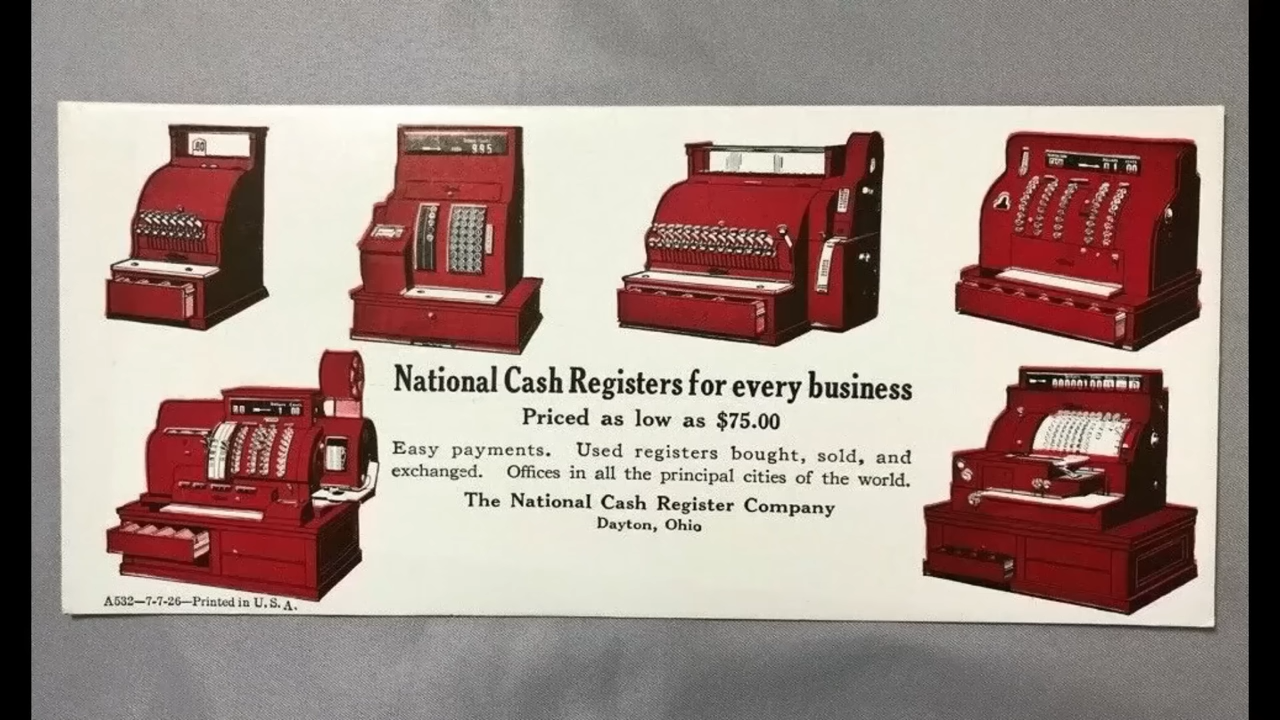 .60
995
National Cash Registers for every business
Priced as low as $75.00
Easy payments. Used registers bought, sold, and
exchanged. Offices in all the principal cities of the world.
The National Cash Register Company
Dayton, Ohio
A532—7-7-26—Printed in U. S. A.